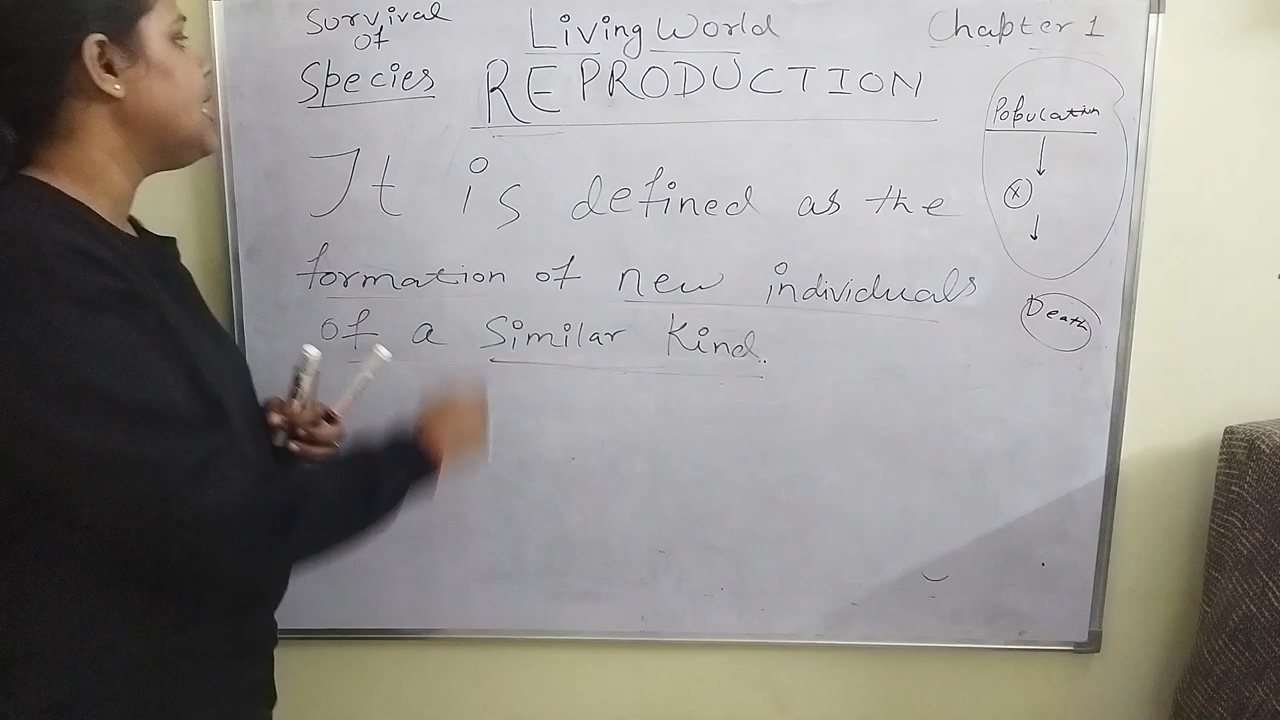 Survival
of
Species
Living World
Chapter 1
REPRODUCTION
It is defined as the
formation of new individuals
of a Similar Kind.
Population
X
Death